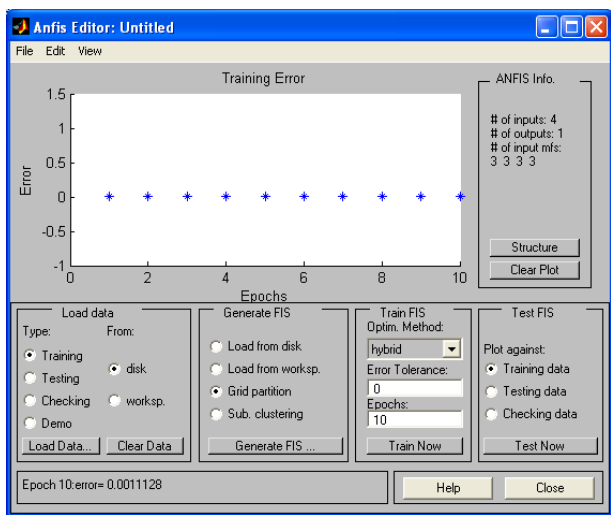 Anfis Editor: Untitled
File Edit View
Training Error
1.5
1
0.5
0
-0.5
-1
Error
0 2 4 6 8 10
Epochs
ANFIS Info.
# of inputs: 4
# of outputs: 1
# of input mfs:
3 3 3 3
Structure
Clear Plot
Load data
Type: From:
Training
Testing
Checking
Demo
disk
worksp.
Load Data... Clear Data
Generate FIS
Load from disk
Load from worksp.
Grid partition
Sub. clustering
Generate FIS ...
Train FIS
Optim. Method:
hybrid
Error Tolerance:
0
Epochs:
10
Train Now
Test FIS
Plot against:
Training data
Testing data
Checking data
Test Now
Epoch 10:error= 0.0011128
Help
Close